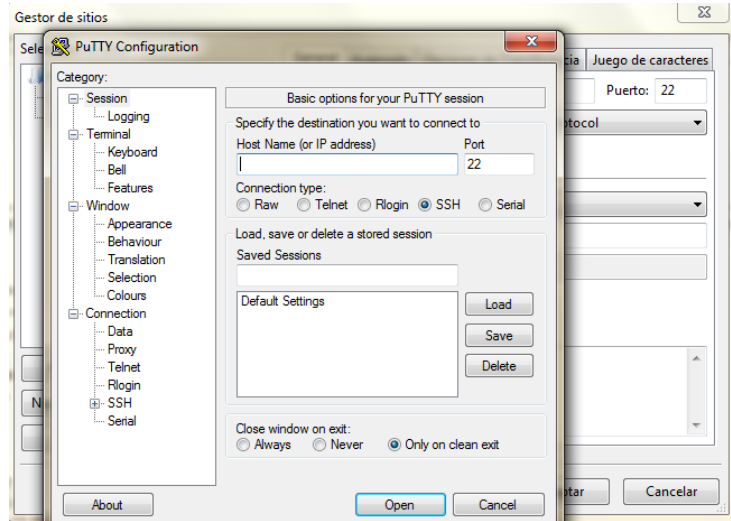 Gestor de sitios
PuTTY Configuration
Category:
Session
Logging
Terminal
Keyboard
Bell
Features
Window
Appearance
Behaviour
Translation
Selection
Colours
Connection
Data
Proxy
Telnet
Rlogin
SSH
Serial
Basic options for your PuTTY session
Specify the destination you want to connect to
Host Name (or IP address) Port
22
Connection type:
Raw Telnet Rlogin SSH Serial
Load, save or delete a stored session
Saved Sessions
Default Settings
Load
Save
Delete
Close window on exit:
Always Never Only on clean exit
About Open Cancel
Juego de caracteres
Puerto: 22
Cancelar